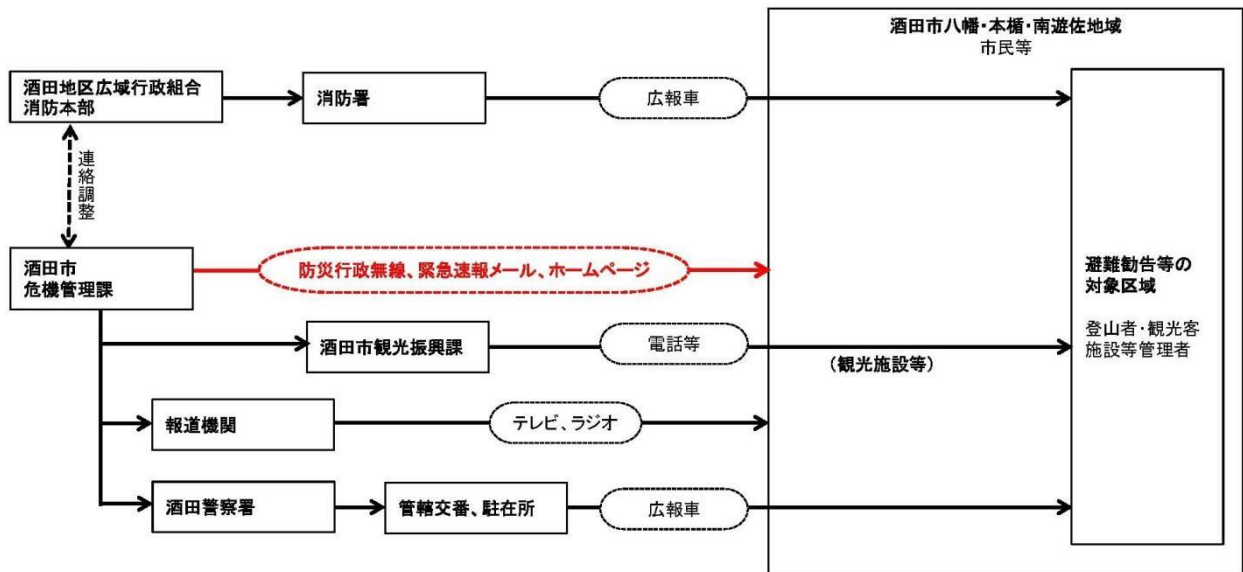 酒田市八幡・本楯・南遊佐地域
市民等
酒田地区広域行政組合
消防本部
消防署
広報車
連絡調整
酒田市
危機管理課
防災行政無線、緊急速報メール、ホームページ
避難勧告等の
対象区域
登山者・観光客
施設等管理者
酒田市観光振興課
電話等
(観光施設等)
報道機関
テレビ、ラジオ
酒田警察署
管轄交番、駐在所
広報車